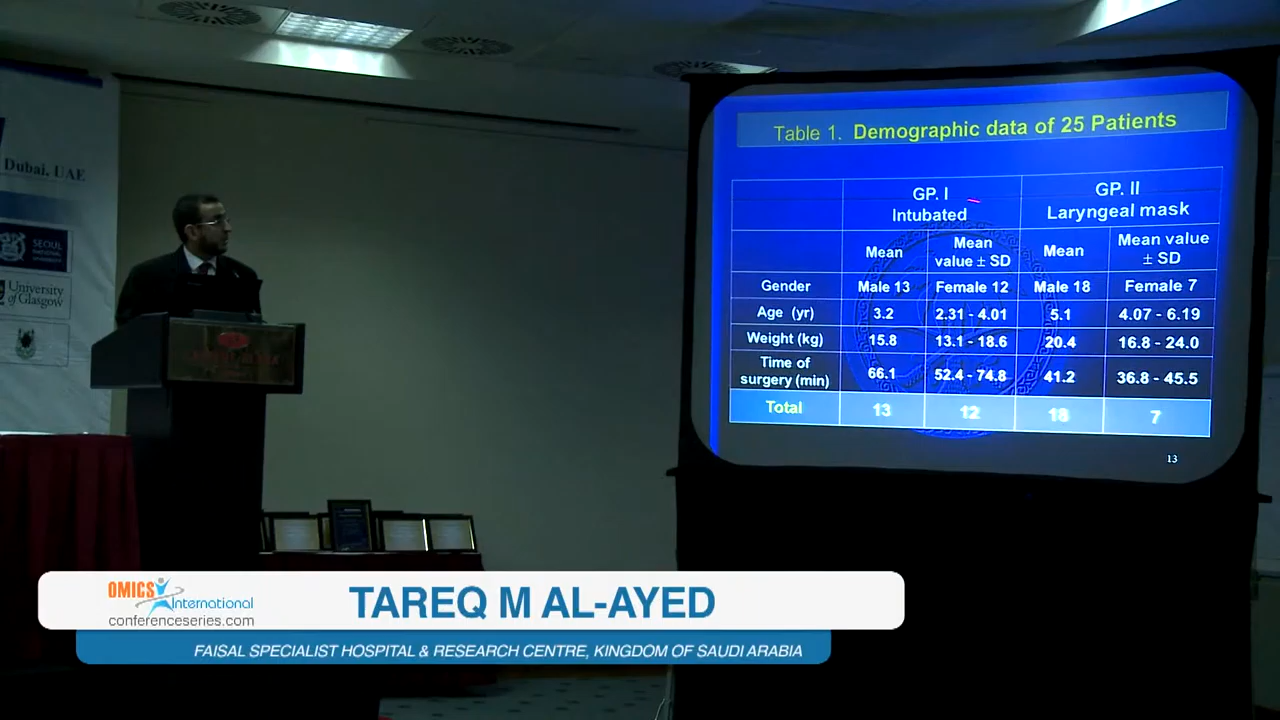 Dubai, UAE
SEOUL
NATIONAL
UNIVERSITY
University
of Glasgow
Table 1. Demographic data of 25 Patients
GP. I
Intubated
GP. II
Laryngeal mask
Mean
Mean
value ± SD
Mean
Mean value
± SD
Gender Male 13 Female 12 Male 18 Female 7
Age (yr) 3.2 2.31 - 4.01 5.1 4.07 - 6.19
Weight (kg) 15.8 13.1 - 18.6 20.4 16.8 - 24.0
Time of
surgery (min) 66.1 52.4 - 74.8 41.2 36.8 - 45.5
Total 13 12 18 7
13
OMICS
International
conferenceseries.com
TAREQ M AL-AYED
FAISAL SPECIALIST HOSPITAL & RESEARCH CENTRE, KINGDOM OF SAUDI ARABIA